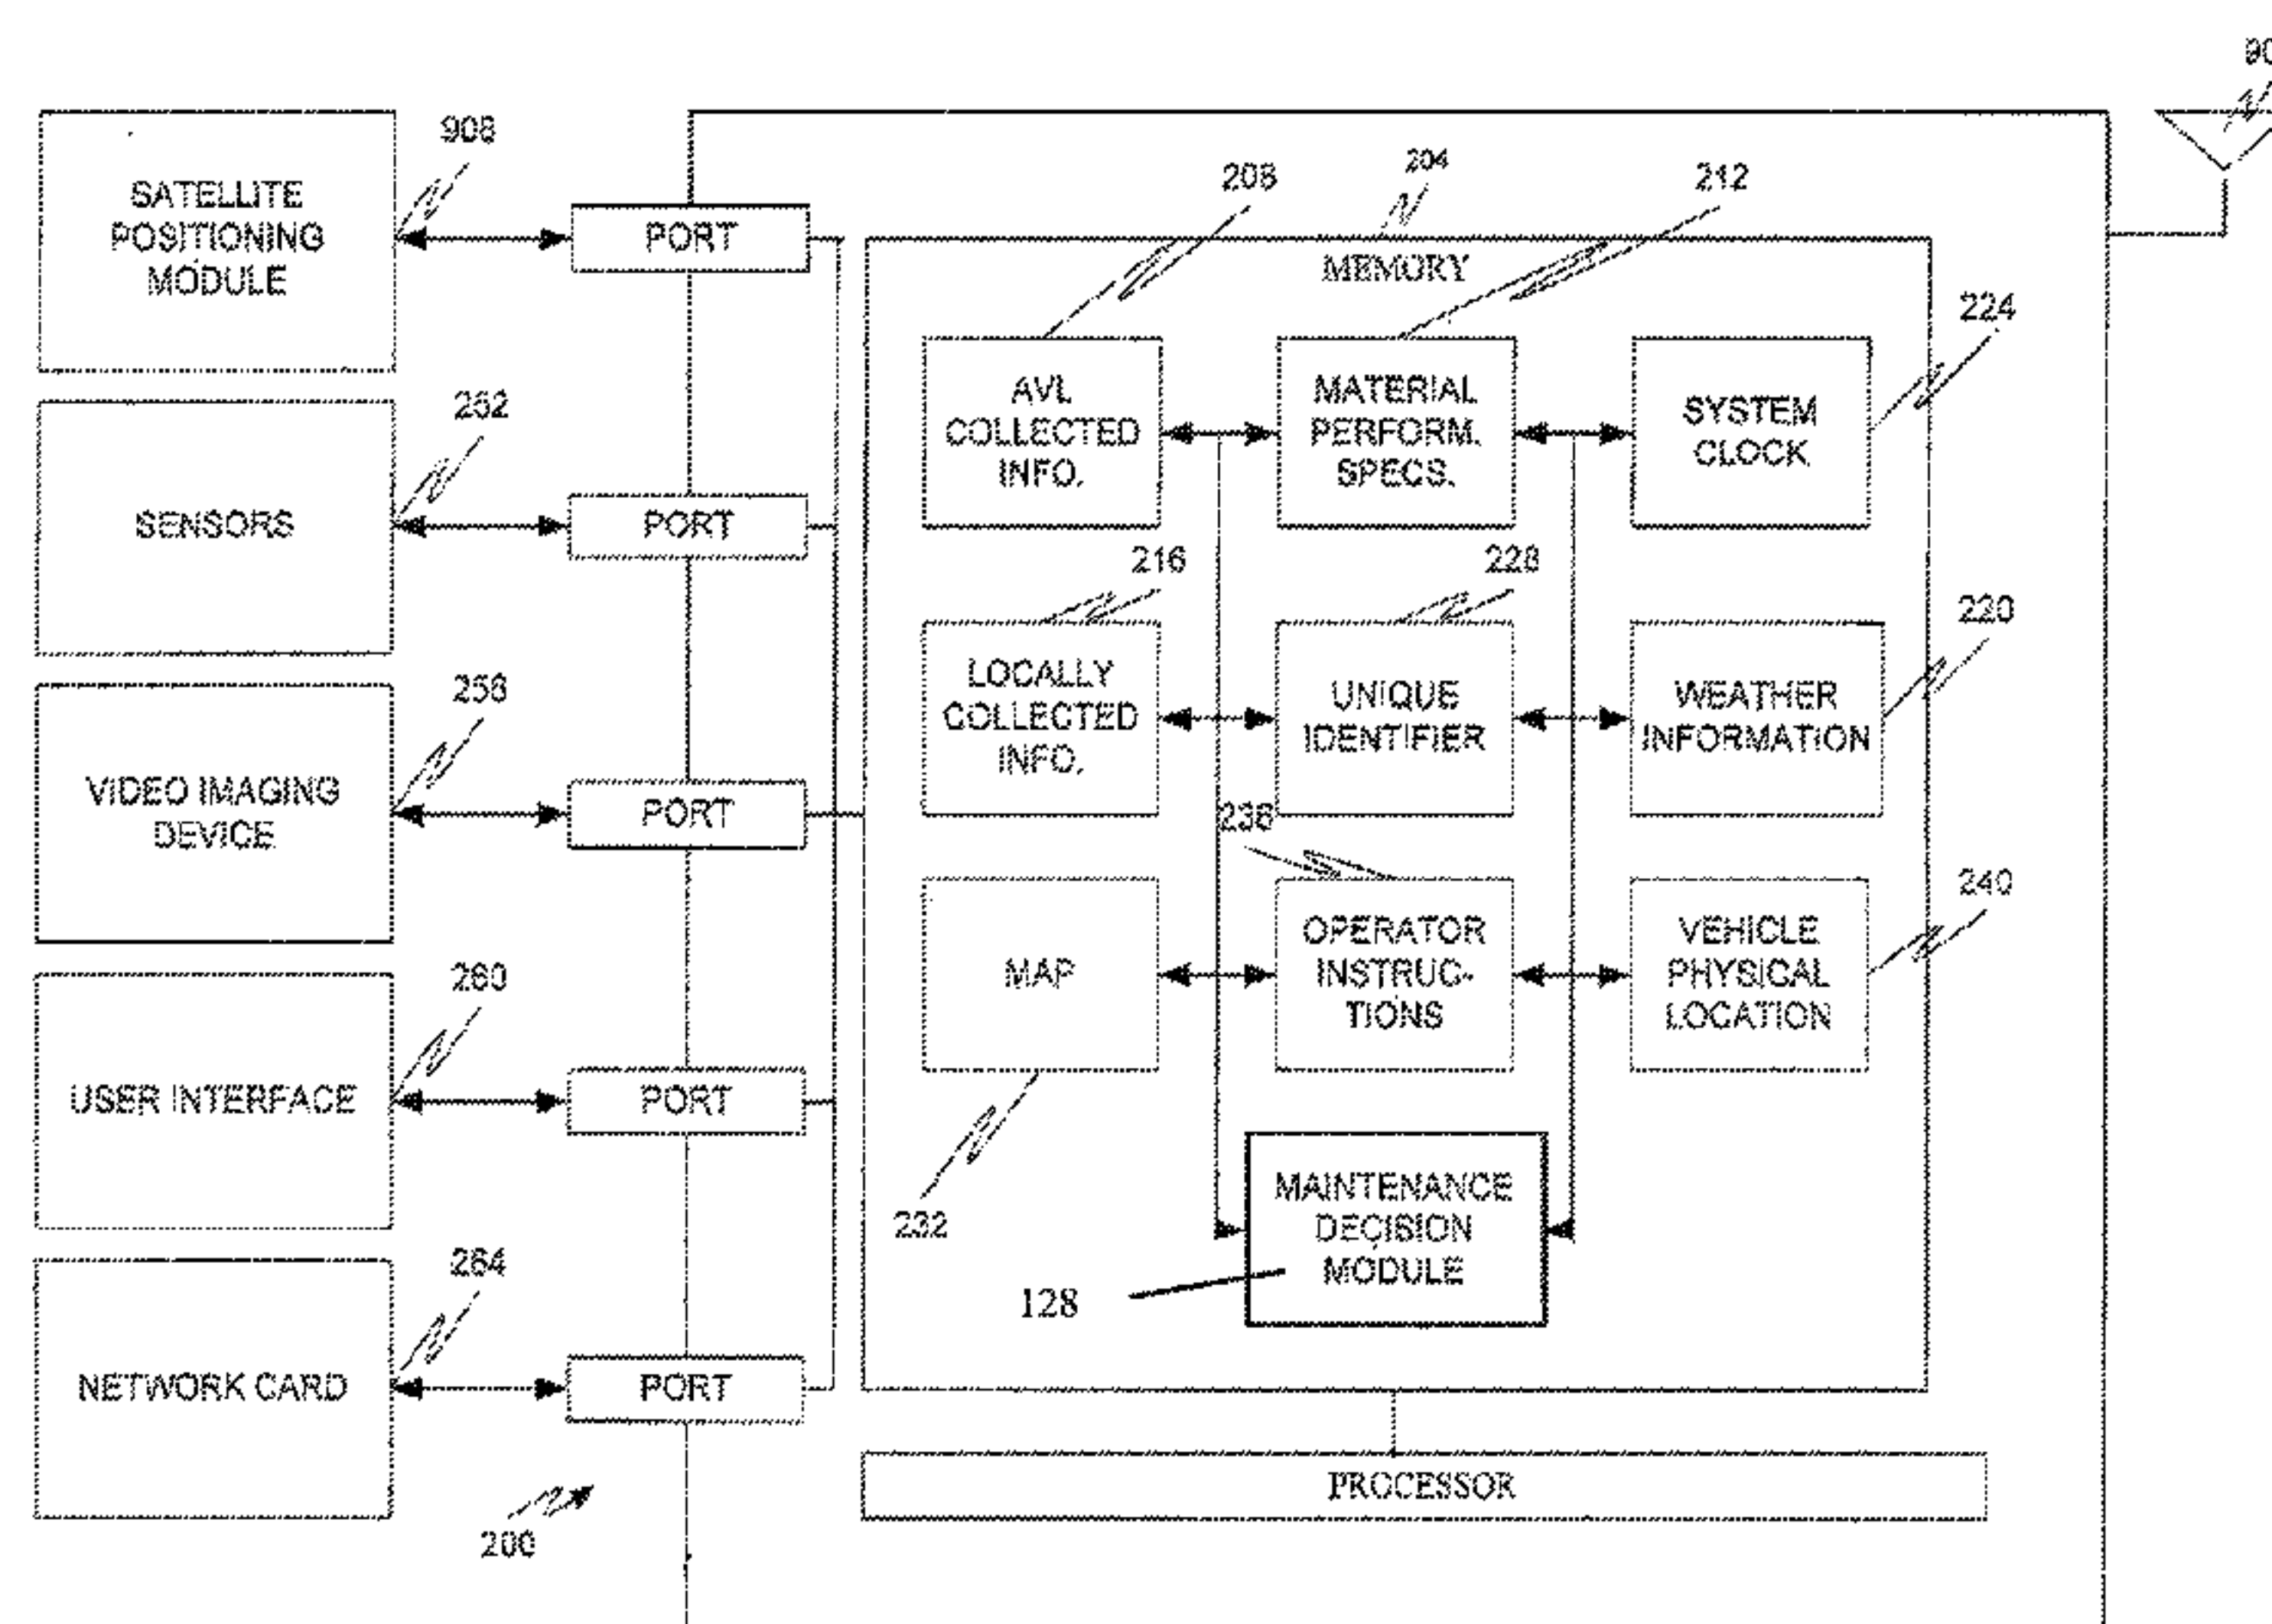 908
SATELLITE
POSITIONING
MODULE
PORT
204
208
212
MEMORY
224
AVL
COLLECTED
INFO.
MATERIAL
PERFORM.
SPECS.
SYSTEM
CLOCK
252
SENSORS
PORT
216
228
220
LOCALLY
COLLECTED
INFO.
UNIQUE
IDENTIFIER
WEATHER
INFORMATION
256
VIDEO IMAGING
DEVICE
PORT
236
240
MAP
OPERATOR
INSTRUC-
TIONS
VEHICLE
PHYSICAL
LOCATION
260
USER INTERFACE
PORT
232
MAINTENANCE
DECISION
MODULE
128
264
NETWORK CARD
PORT
PROCESSOR
200